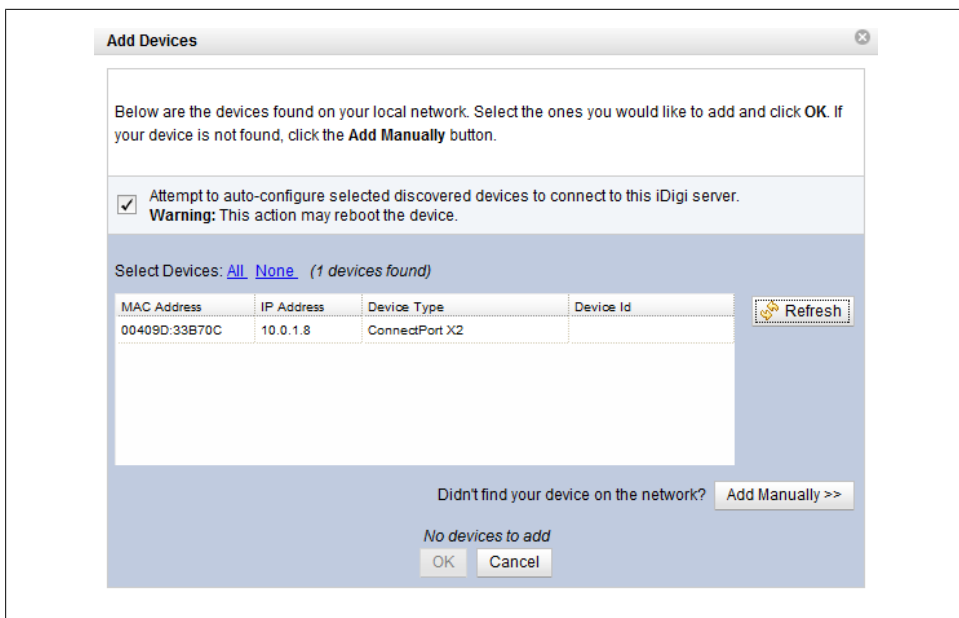 Add Devices
Below are the devices found on your local network. Select the ones you would like to add and click OK. If
your device is not found, click the Add Manually button.
Attempt to auto-configure selected discovered devices to connect to this iDigi server.
Warning: This action may reboot the device.
Select Devices: All None (1 devices found)
MAC Address IP Address Device Type Device Id
Refresh
00409D:33B70C 10.0.1.8 ConnectPort X2
Didn't find your device on the network? Add Manually >>
No devices to add
OK Cancel